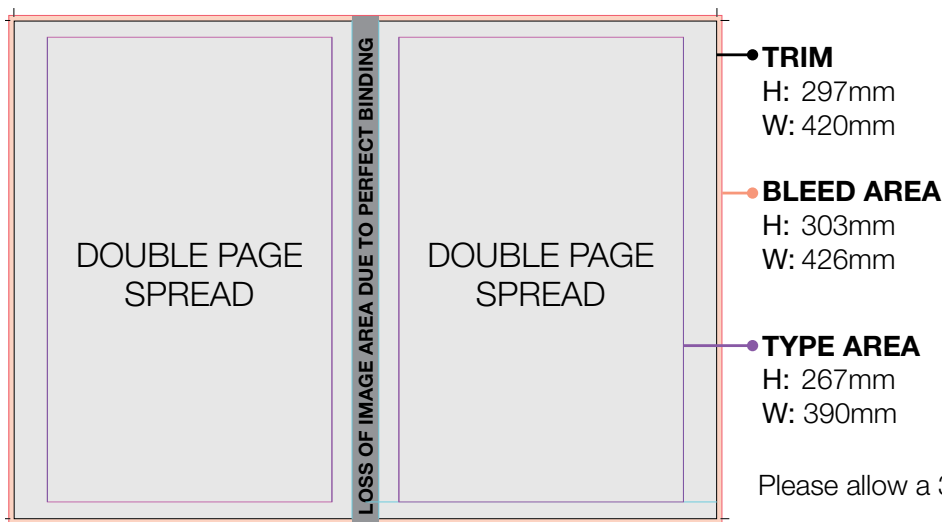 DOUBLE PAGE
SPREAD
LOSS OF IMAGE AREA DUE TO PERFECT BINDING
DOUBLE PAGE
SPREAD
TRIM
H: 297mm
W: 420mm
BLEED AREA
H: 303mm
W: 426mm
TYPE AREA
H: 267mm
W: 390mm
Please allow a